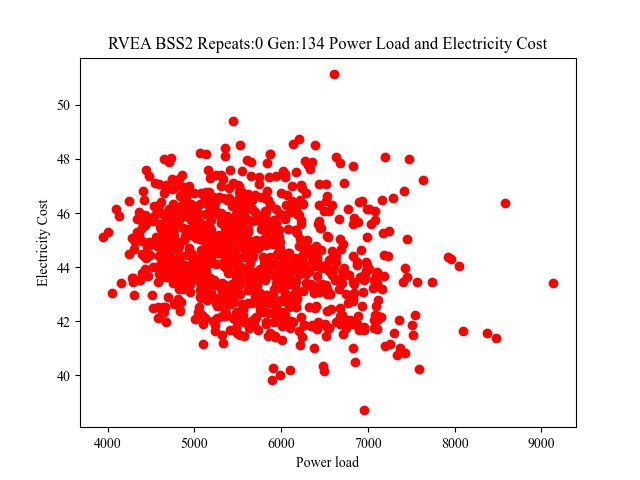 RVEA BSS2 Repeats:0 Gen:134 Power Load and Electricity Cost
50
48
46
44
42
40
Electricity Cost
4000 5000 6000 7000 8000 9000
Power load